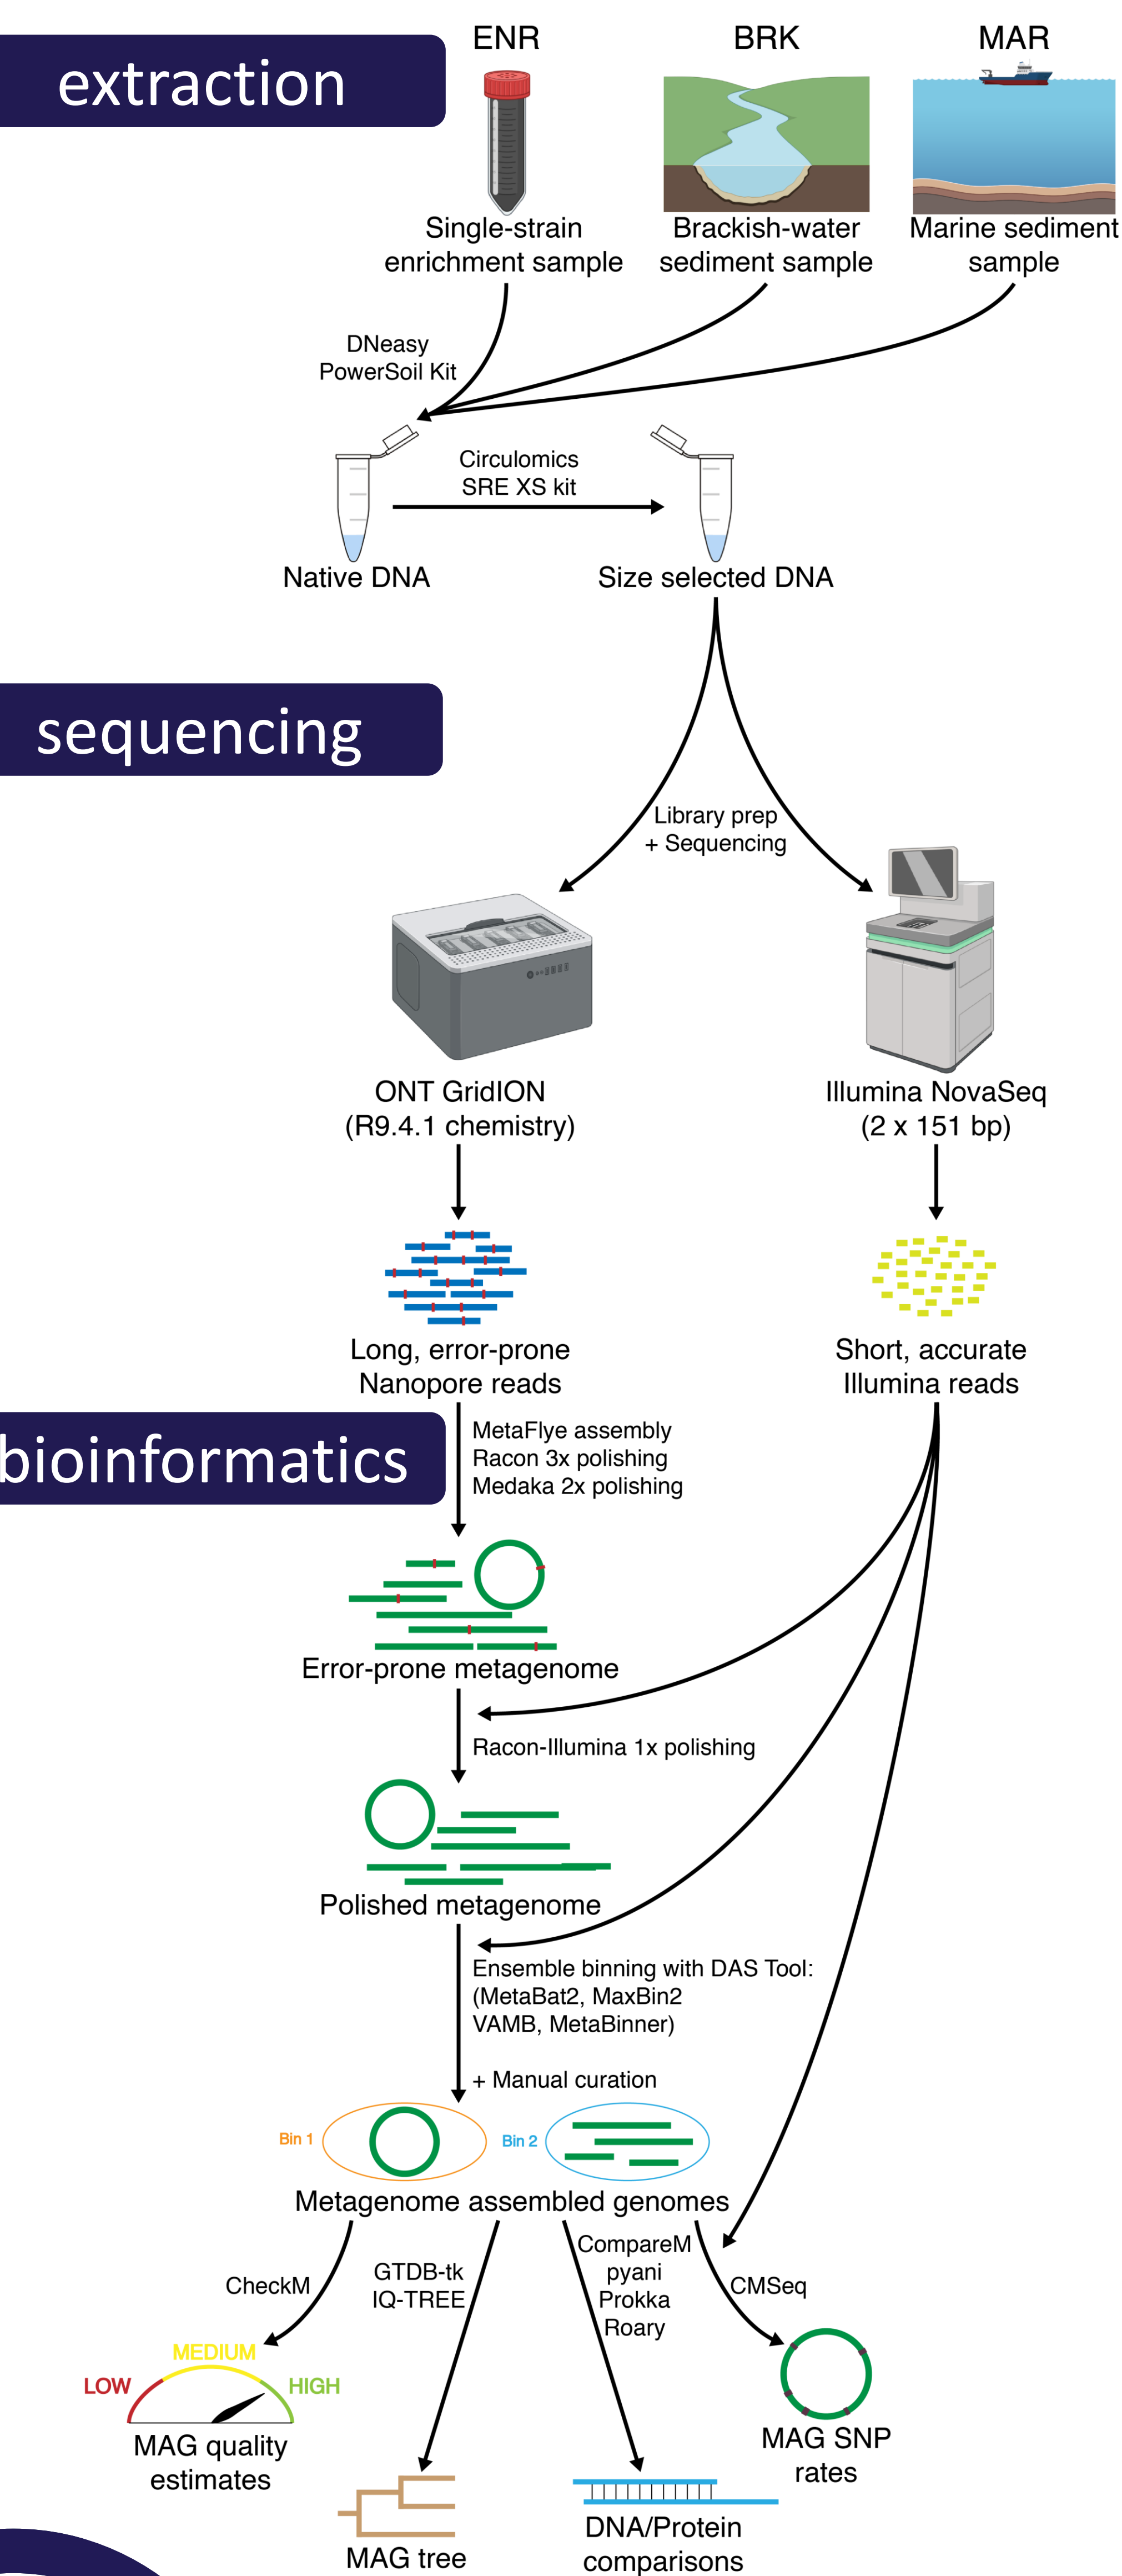 extraction
ENR
BRK
MAR
Single-strain
enrichment sample
Brackish-water
sediment sample
Marine sediment
sample
DNeasy
PowerSoil Kit
Circulomics
SRE XS kit
Native DNA
Size selected DNA
sequencing
Library prep
+ Sequencing
ONT GridION
(R9.4.1 chemistry)
Illumina NovaSeq
(2 x 151 bp)
Long, error-prone
Nanopore reads
Short, accurate
Illumina reads
bioinformatics
MetaFlye assembly
Racon 3x polishing
Medaka 2x polishing
Error-prone metagenome
Racon-Illumina 1x polishing
Polished metagenome
Ensemble binning with DAS Tool:
(MetaBat2, MaxBin2
VAMB, MetaBinner)
+ Manual curation
Bin 1
Bin 2
Metagenome assembled genomes
CheckM
GTDB-tk
IQ-TREE
CompareM
pyani
Prokka
Roary
CMSeq
LOW
MEDIUM
HIGH
MAG quality
estimates
MAG SNP
rates
MAG tree
DNA/Protein
comparisons